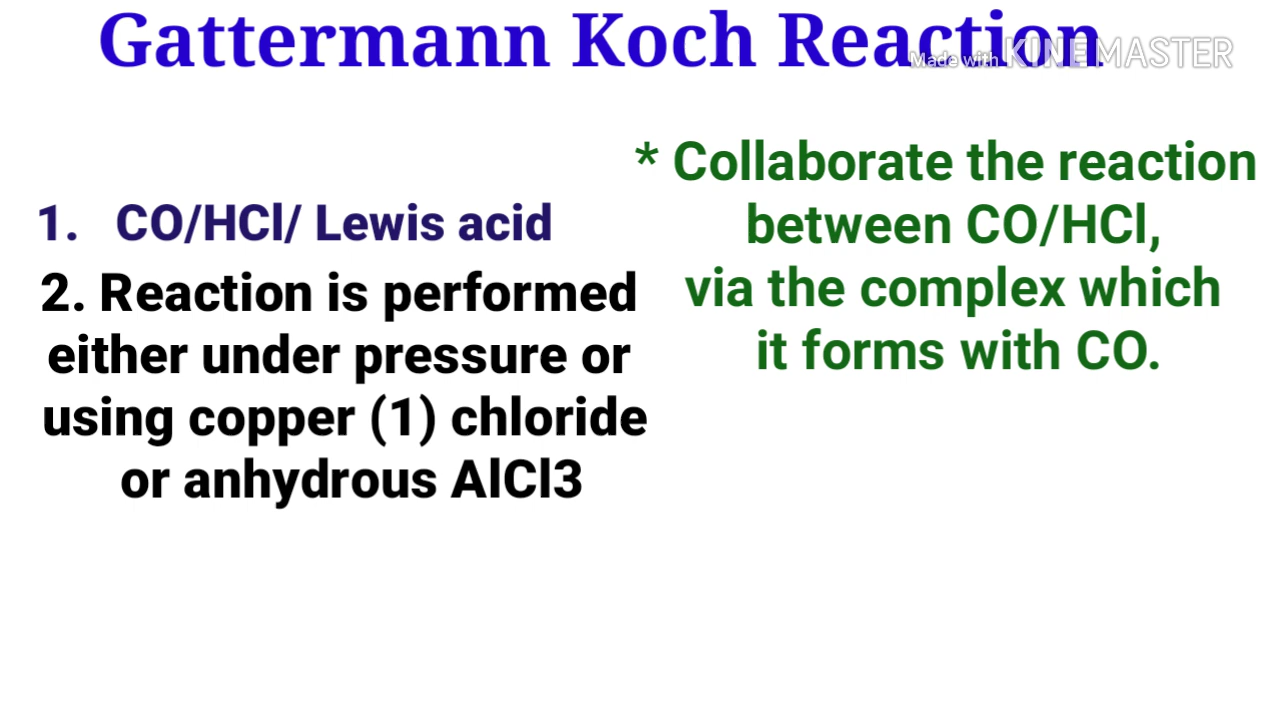 Gattermann Koch Reaction
Made with KINEMASTER
1. CO/HCl/ Lewis acid
2. Reaction is performed
either under pressure or
using copper (1) chloride
or anhydrous AlCl3
* Collaborate the reaction
between CO/HCl,
via the complex which
it forms with CO.